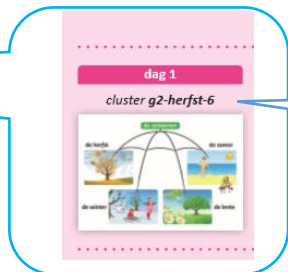 dag 1
cluster g2-herfst-6
de seizoenen
de herfst
de zomer
de winter
de lente